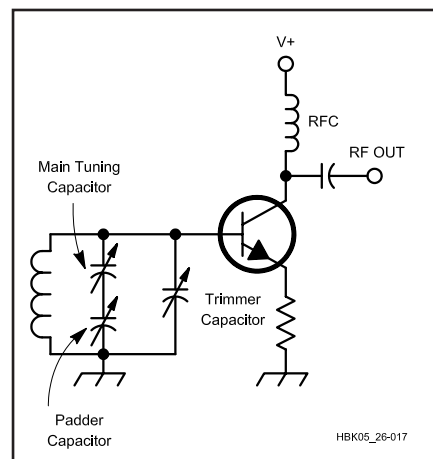 V+
RFC
RF OUT
Main Tuning
Capacitor
Trimmer
Capacitor
Padder
Capacitor
HBK05_26-017